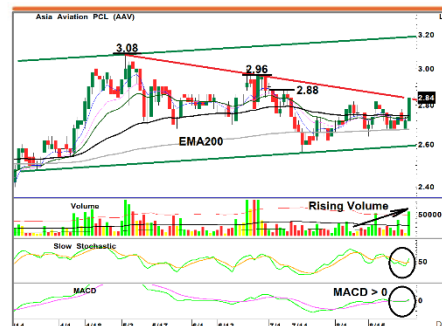 Asia Aviation PCL (AAV)
3.20
3.08
3.00
2.96
2.88
2.84
2.80
EMA200
2.60
2.40
Volume
Rising Volume
50000
Slow Stochastic
50
MACD
MACD > 0
0